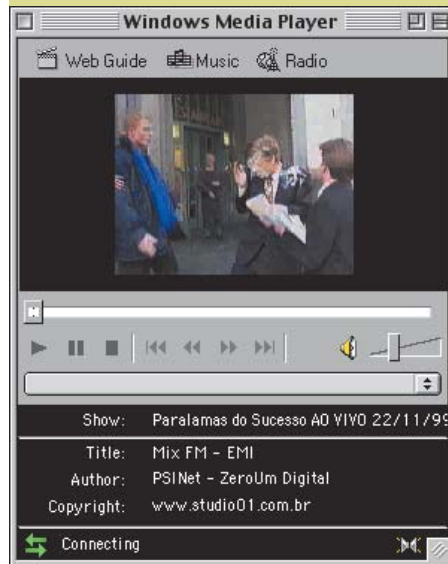 Windows Media Player
Web Guide Music Radio
Show: Paralamas do Sucesso AO VIVO 22/11/99
Title: Mix FM - EMI
Author: PSINet - ZeroUm Digital
Copyright: www.studio01.com.br
Connecting